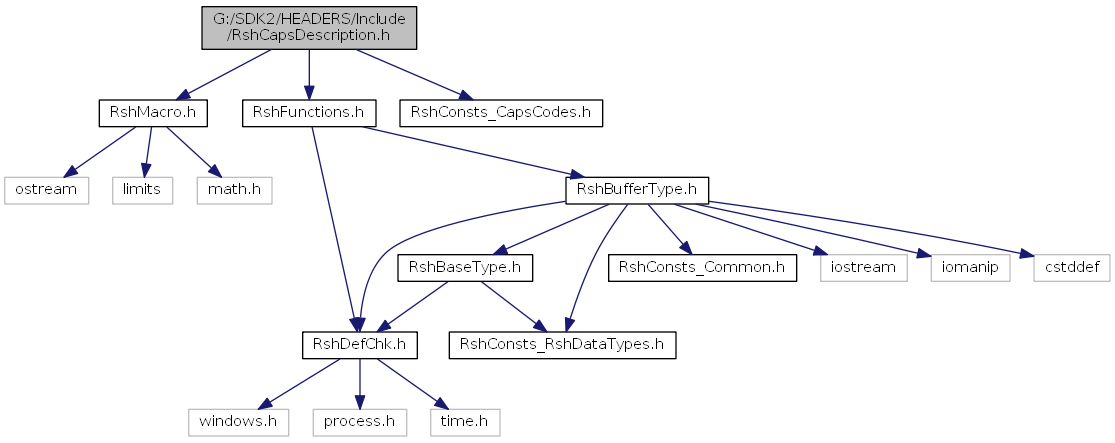 G:/SDK2/HEADERS/Include
/RshCapsDescription.h
RshMacro.h
RshFunctions.h
RshConsts_CapsCodes.h
ostream
limits
math.h
RshBufferType.h
RshBaseType.h
RshConsts_Common.h
iostream
iomanip
cstddef
RshDefChk.h
RshConsts_RshDataTypes.h
windows.h
process.h
time.h